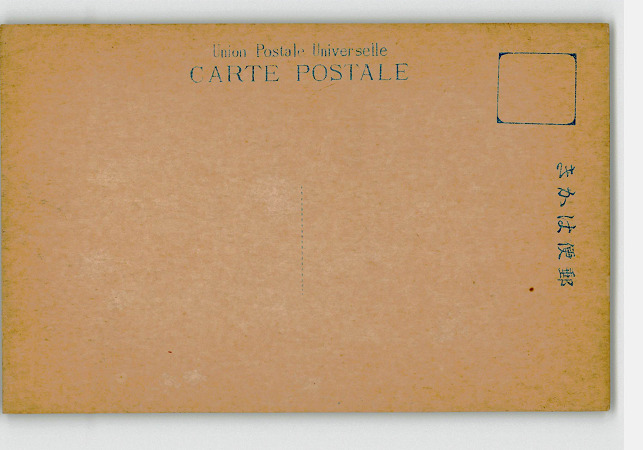 Union Postale Universelle
CARTE POSTALE
きかは便郵